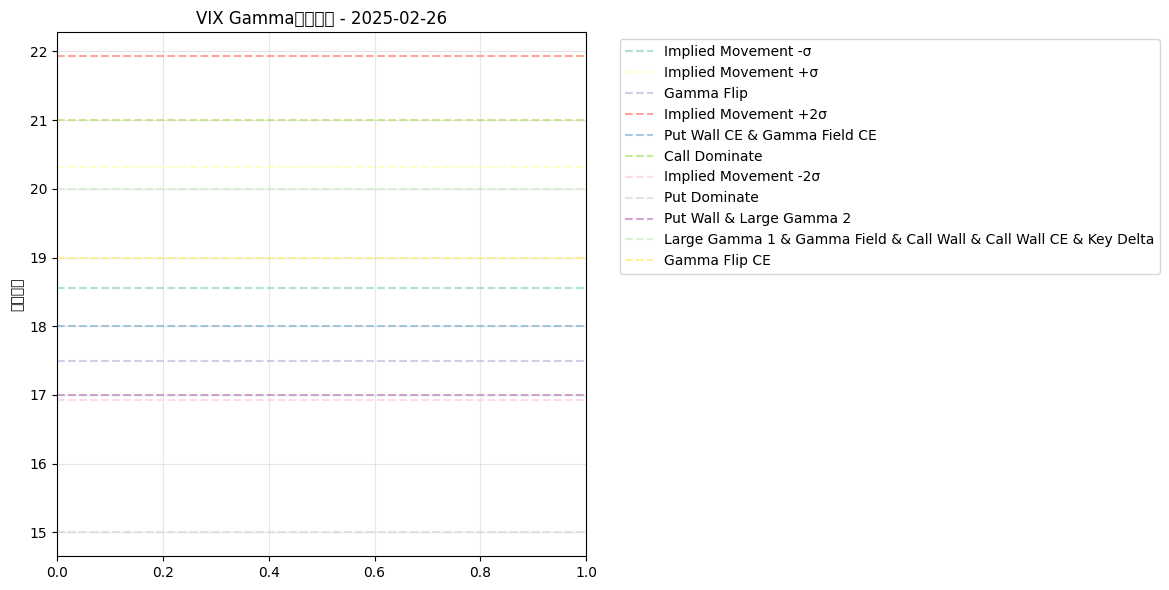 VIX Gamma - 2025-02-26
22
21
20
19
18
17
16
15
0.0 0.2 0.4 0.6 0.8 1.0
Implied Movement -σ
Implied Movement +σ
Gamma Flip
Implied Movement +2σ
Put Wall CE & Gamma Field CE
Call Dominate
Implied Movement -2σ
Put Dominate
Put Wall & Large Gamma 2
Large Gamma 1 & Gamma Field & Call Wall & Call Wall CE & Key Delta
Gamma Flip CE